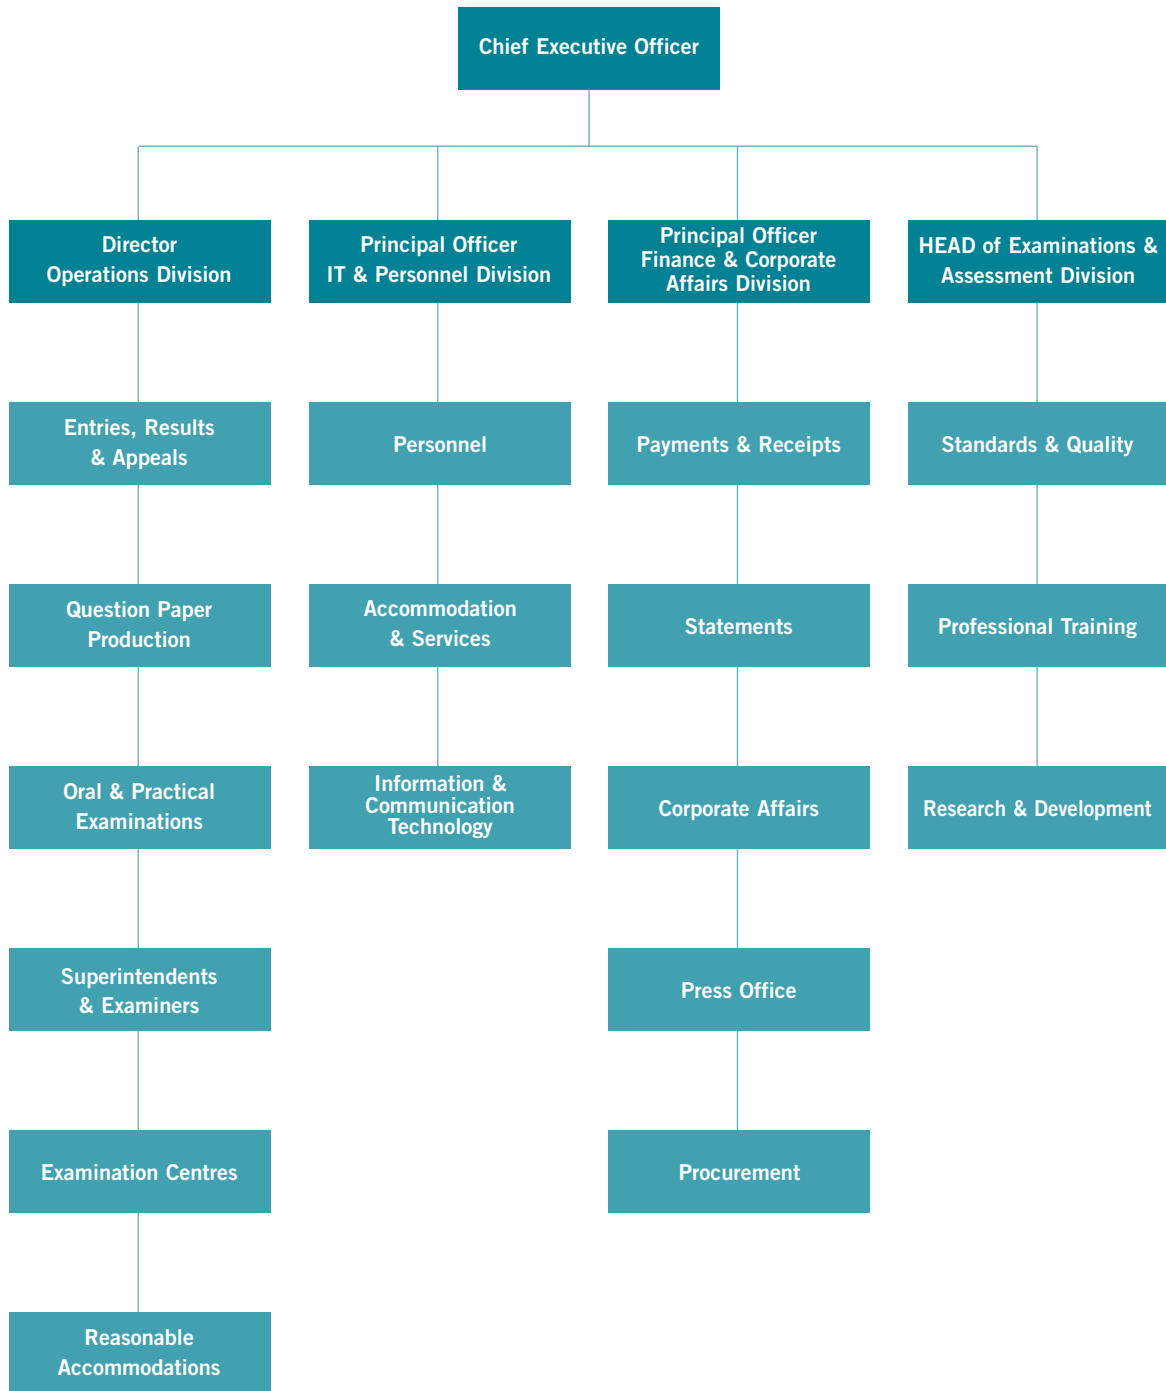 Chief Executive Officer
Director
Operations Division
Principal Officer
IT & Personnel Division
Principal Officer
Finance & Corporate
Affairs Division
HEAD of Examinations &
Assessment Division
Entries, Results
& Appeals
Personnel
Payments & Receipts
Standards & Quality
Question Paper
Production
Accommodation
& Services
Statements
Professional Training
Oral & Practical
Examinations
Information &
Communication
Technology
Corporate Affairs
Research & Development
Superintendents
& Examiners
Press Office
Examination Centres
Procurement
Reasonable
Accommodations